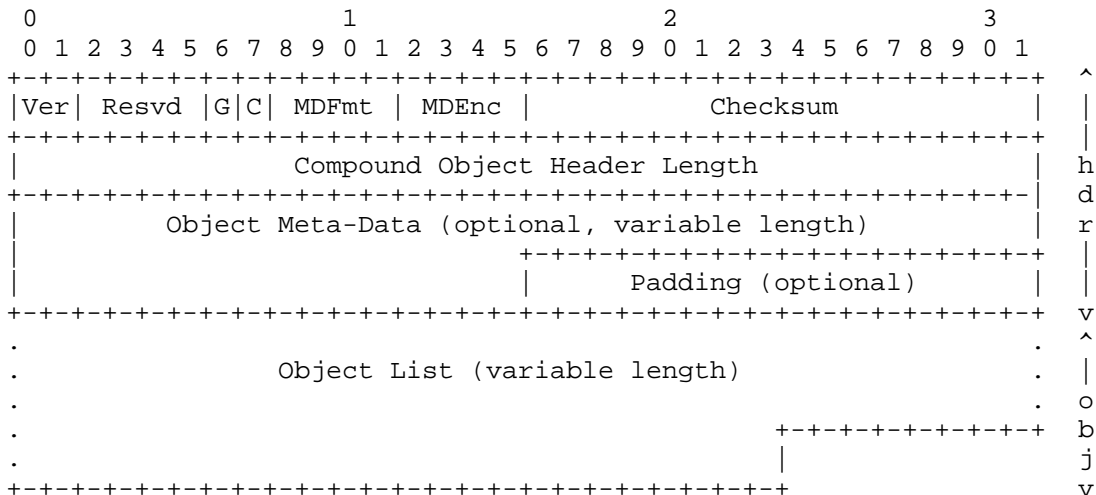 0                   1                   2                   3
 0 1 2 3 4 5 6 7 8 9 0 1 2 3 4 5 6 7 8 9 0 1 2 3 4 5 6 7 8 9 0 1
+-+-+-+-+-+-+-+-+-+-+-+-+-+-+-+-+-+-+-+-+-+-+-+-+-+-+-+-+-+-+-+-+  ^
|Ver| Resvd |G|C| MDFmt | MDEnc |           Checksum            |  |
+-+-+-+-+-+-+-+-+-+-+-+-+-+-+-+-+-+-+-+-+-+-+-+-+-+-+-+-+-+-+-+-+  |
|                 Compound Object Header Length                 |  h
+-+-+-+-+-+-+-+-+-+-+-+-+-+-+-+-+-+-+-+-+-+-+-+-+-+-+-+-+-+-+-+-|  d
|         Object Meta-Data (optional, variable length)          |  r
|                               +-+-+-+-+-+-+-+-+-+-+-+-+-+-+-+-+  |
|                               |      Padding (optional)       |  |
+-+-+-+-+-+-+-+-+-+-+-+-+-+-+-+-+-+-+-+-+-+-+-+-+-+-+-+-+-+-+-+-+  v
.                                                               .  ^
.                Object List (variable length)                  .  |
.                                                               .  o
.                                               +-+-+-+-+-+-+-+-+  b
.                                               |                  j
+-+-+-+-+-+-+-+-+-+-+-+-+-+-+-+-+-+-+-+-+-+-+-+-+                  v